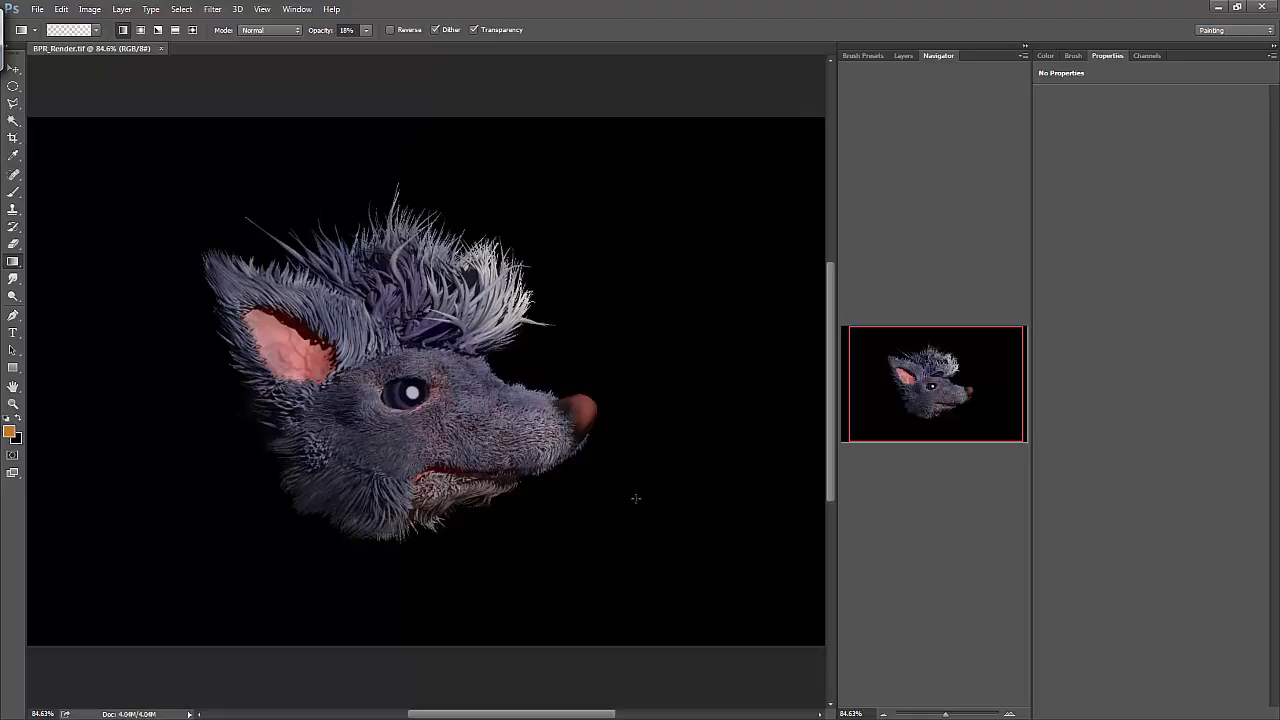 Ps File Edit Image Layer Type Select Filter 3D View Window Help
Mode: Normal Opacity: 18% Reverse Dither Transparency Painting
BPR_Render.tif @ 84.6% (RGB/8#) ×
Brush Presets Layers Navigator
Color Brush Properties Channels
No Properties
84.63% Doc: 4.04M/4.04M
84.63%